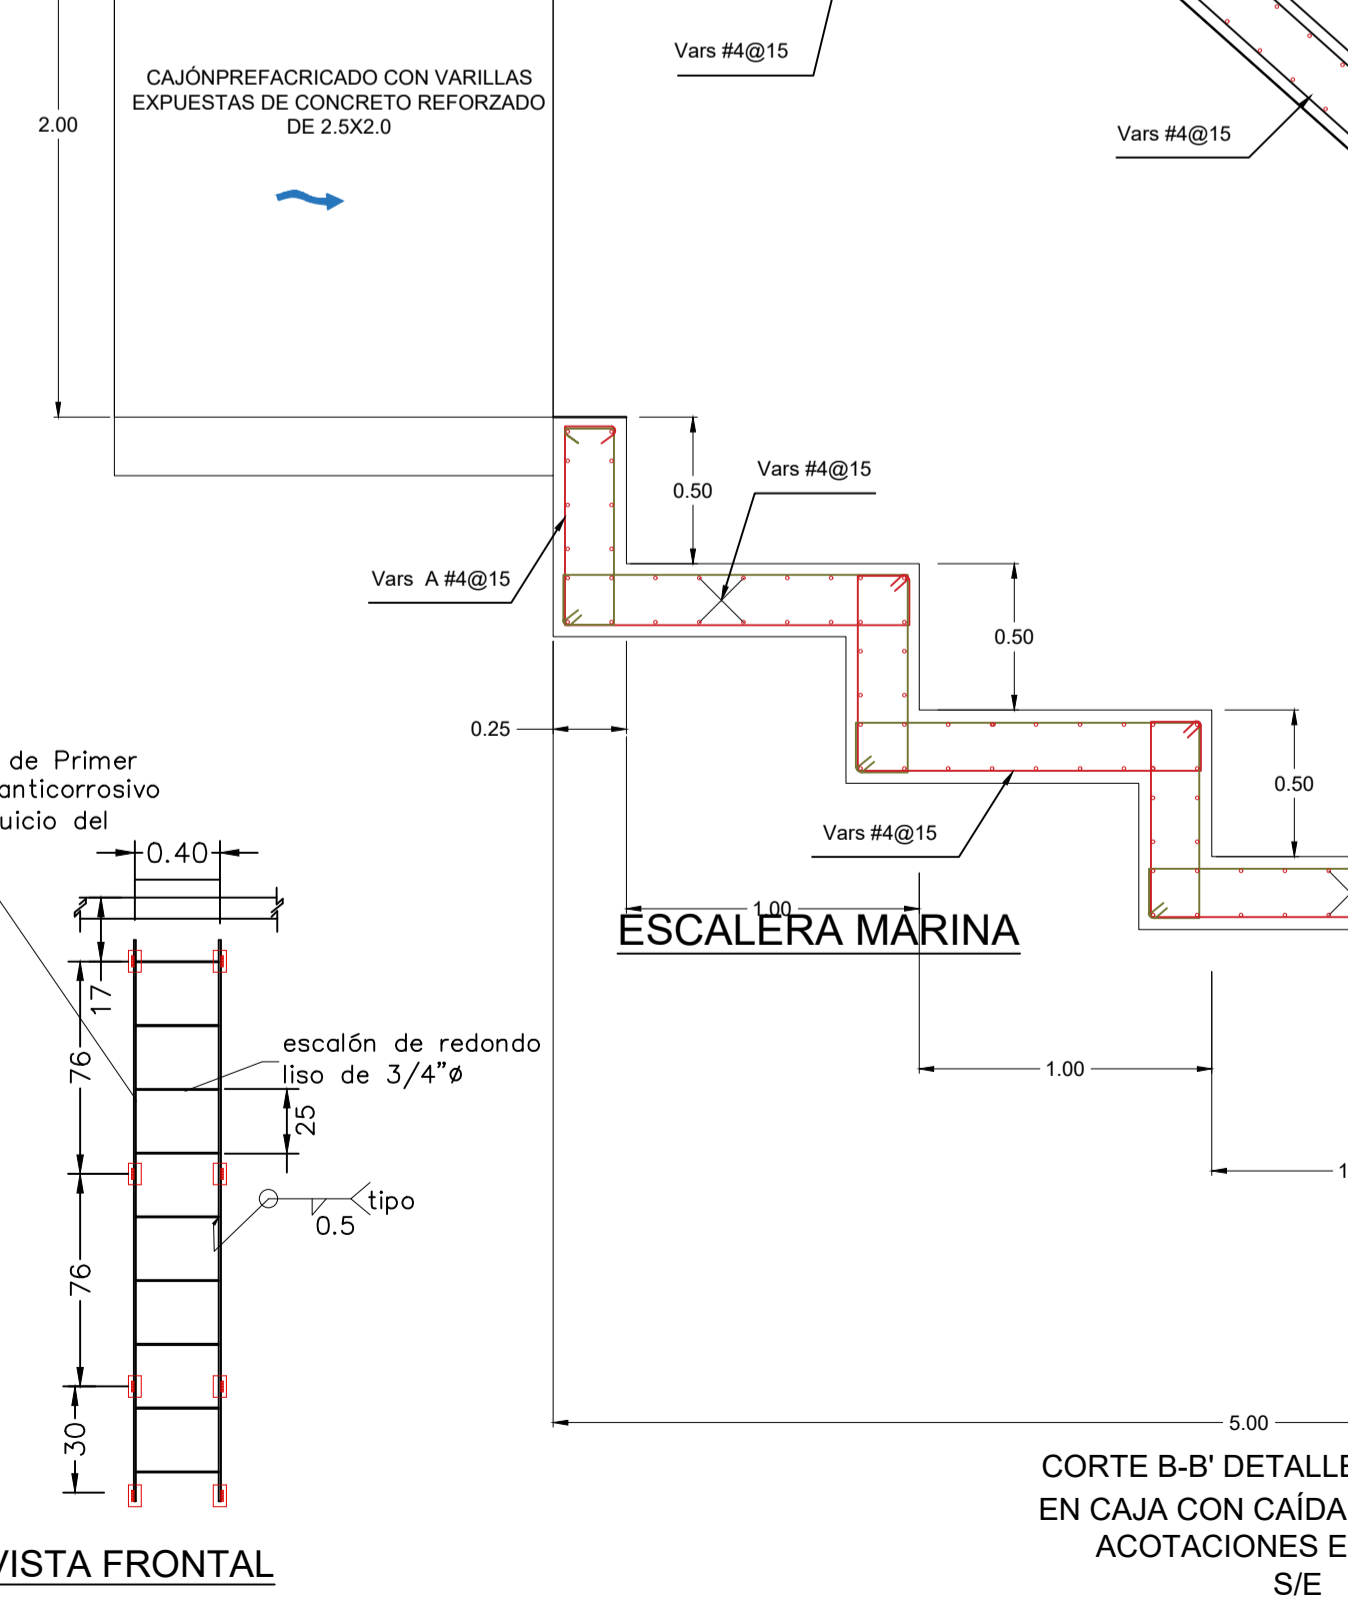 Vars #4@15
CAJÓNPREFACRICADO CON VARILLAS
EXPUESTAS DE CONCRETO REFORZADO
DE 2.5X2.0
2.00
Vars #4@15
Vars #4@15
0.50
Vars A #4@15
0.50
0.25
0.50
Vars #4@15
de Primer
anticorrosivo
uicio del
0.40
1.00
ESCALERA MARINA
17
76
escalón de redondo
liso de 3/4"ø
25
1.00
1
tipo
0.5
76
30
5.00
CORTE B-B' DETALLE
EN CAJA CON CAÍDA
ACOTACIONES E
S/E
VISTA FRONTAL